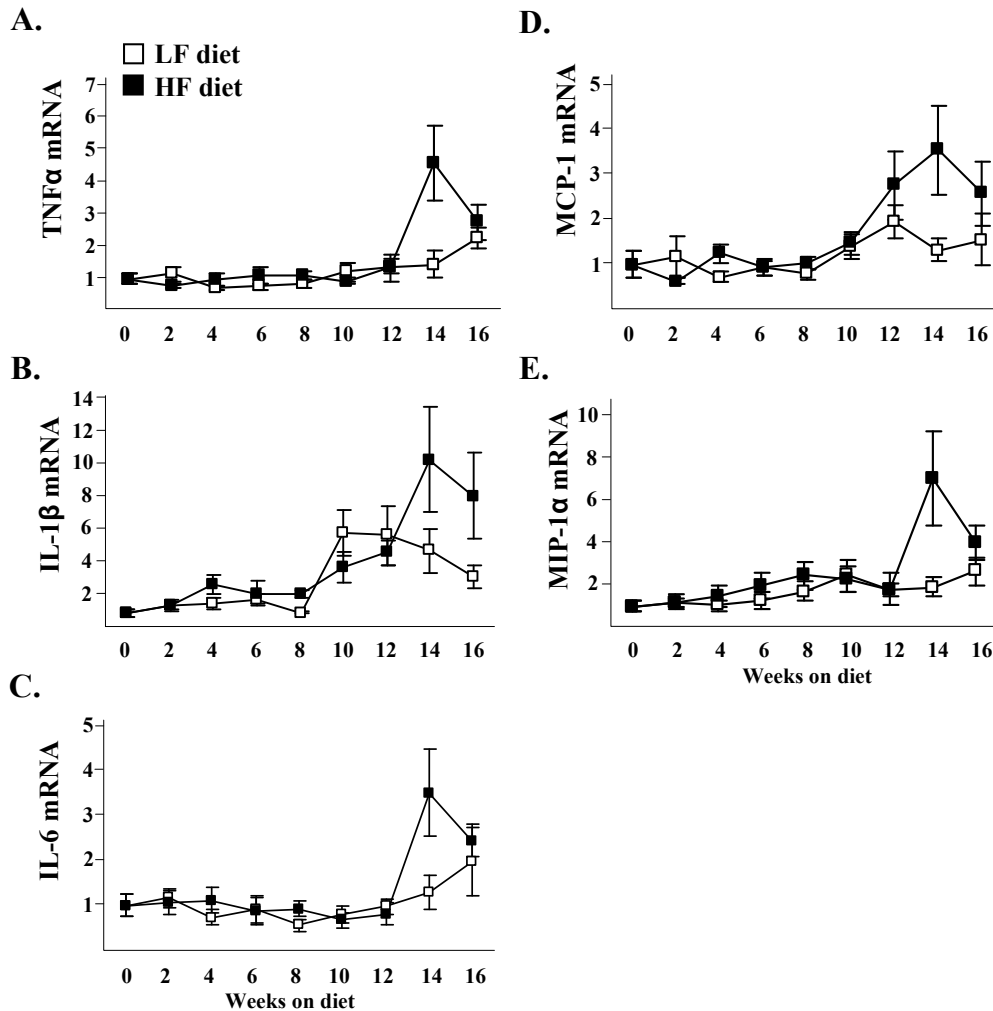 A.
LF diet
HF diet
TNFα mRNA
7
6
5
4
3
2
1
0 2 4 6 8 10 12 14 16
B.
IL-1β mRNA
14
12
10
8
6
4
2
0 2 4 6 8 10 12 14 16
C.
IL-6 mRNA
5
4
3
2
1
0 2 4 6 8 10 12 14 16
Weeks on diet
D.
MCP-1 mRNA
5
4
3
2
1
0 2 4 6 8 10 12 14 16
E.
MIP-1α mRNA
10
8
6
4
2
0 2 4 6 8 10 12 14 16
Weeks on diet